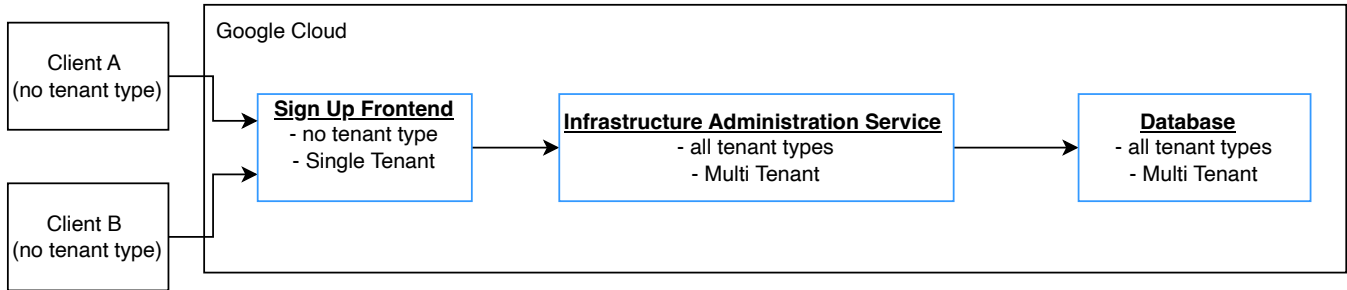 Google Cloud
Client A
(no tenant type)
Client B
(no tenant type)
Sign Up Frontend
- no tenant type
- Single Tenant
Infrastructure Administration Service
- all tenant types
- Multi Tenant
Database
- all tenant types
- Multi Tenant